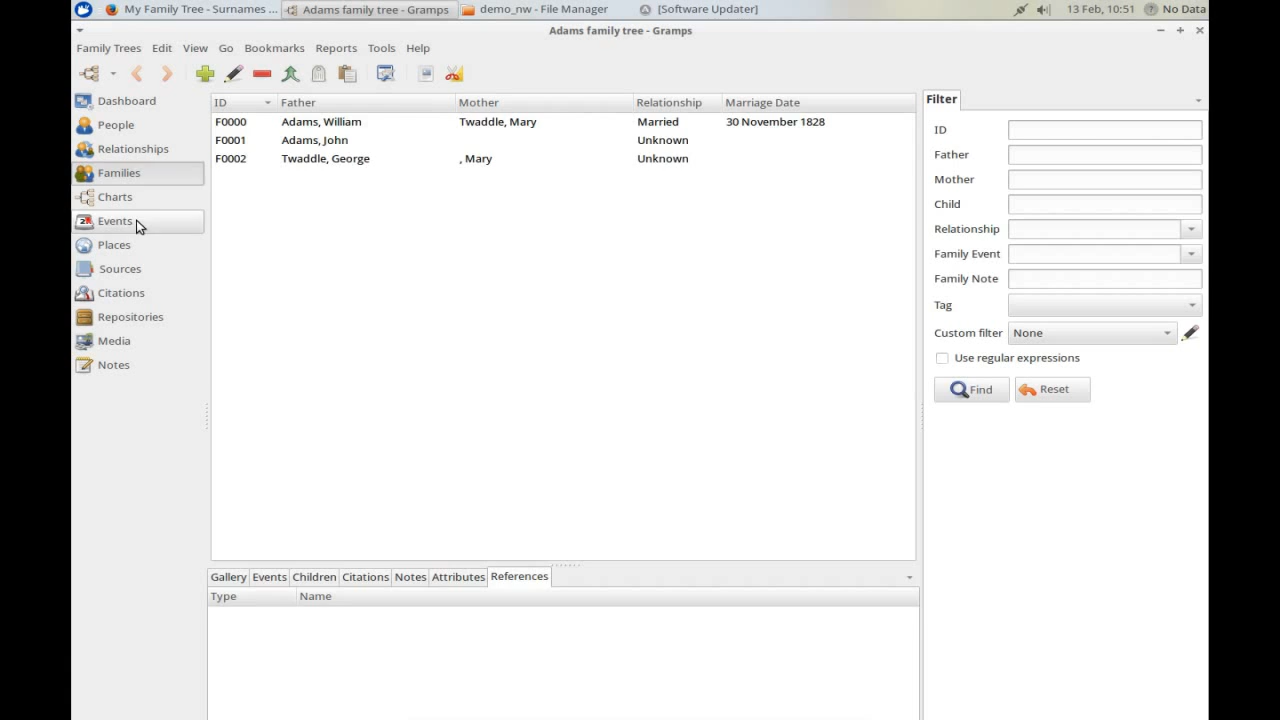 My Family Tree - Surnames ... Adams family tree - Gramps demo_nw - File Manager [Software Updater] 13 Feb, 10:51 No Data
Adams family tree - Gramps
Family Trees Edit View Go Bookmarks Reports Tools Help
Dashboard
People
Relationships
Families
Charts
Events
Places
Sources
Citations
Repositories
Media
Notes
ID Father Mother Relationship Marriage Date
F0000 Adams, William Twaddle, Mary Married 30 November 1828
F0001 Adams, John Unknown
F0002 Twaddle, George , Mary Unknown
Gallery Events Children Citations Notes Attributes References
Type Name
Filter
ID
Father
Mother
Child
Relationship
Family Event
Family Note
Tag
Custom filter None
Use regular expressions
Find Reset